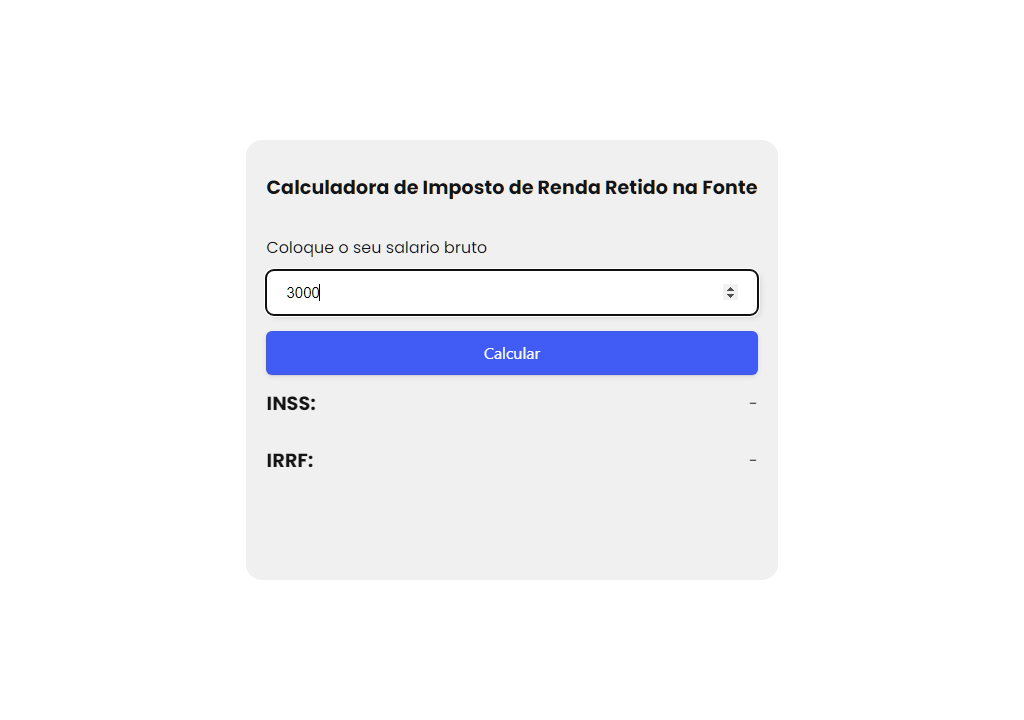 Calculadora de Imposto de Renda Retido na Fonte
Coloque o seu salario bruto
3000
Calcular
INSS: -
IRRF: -